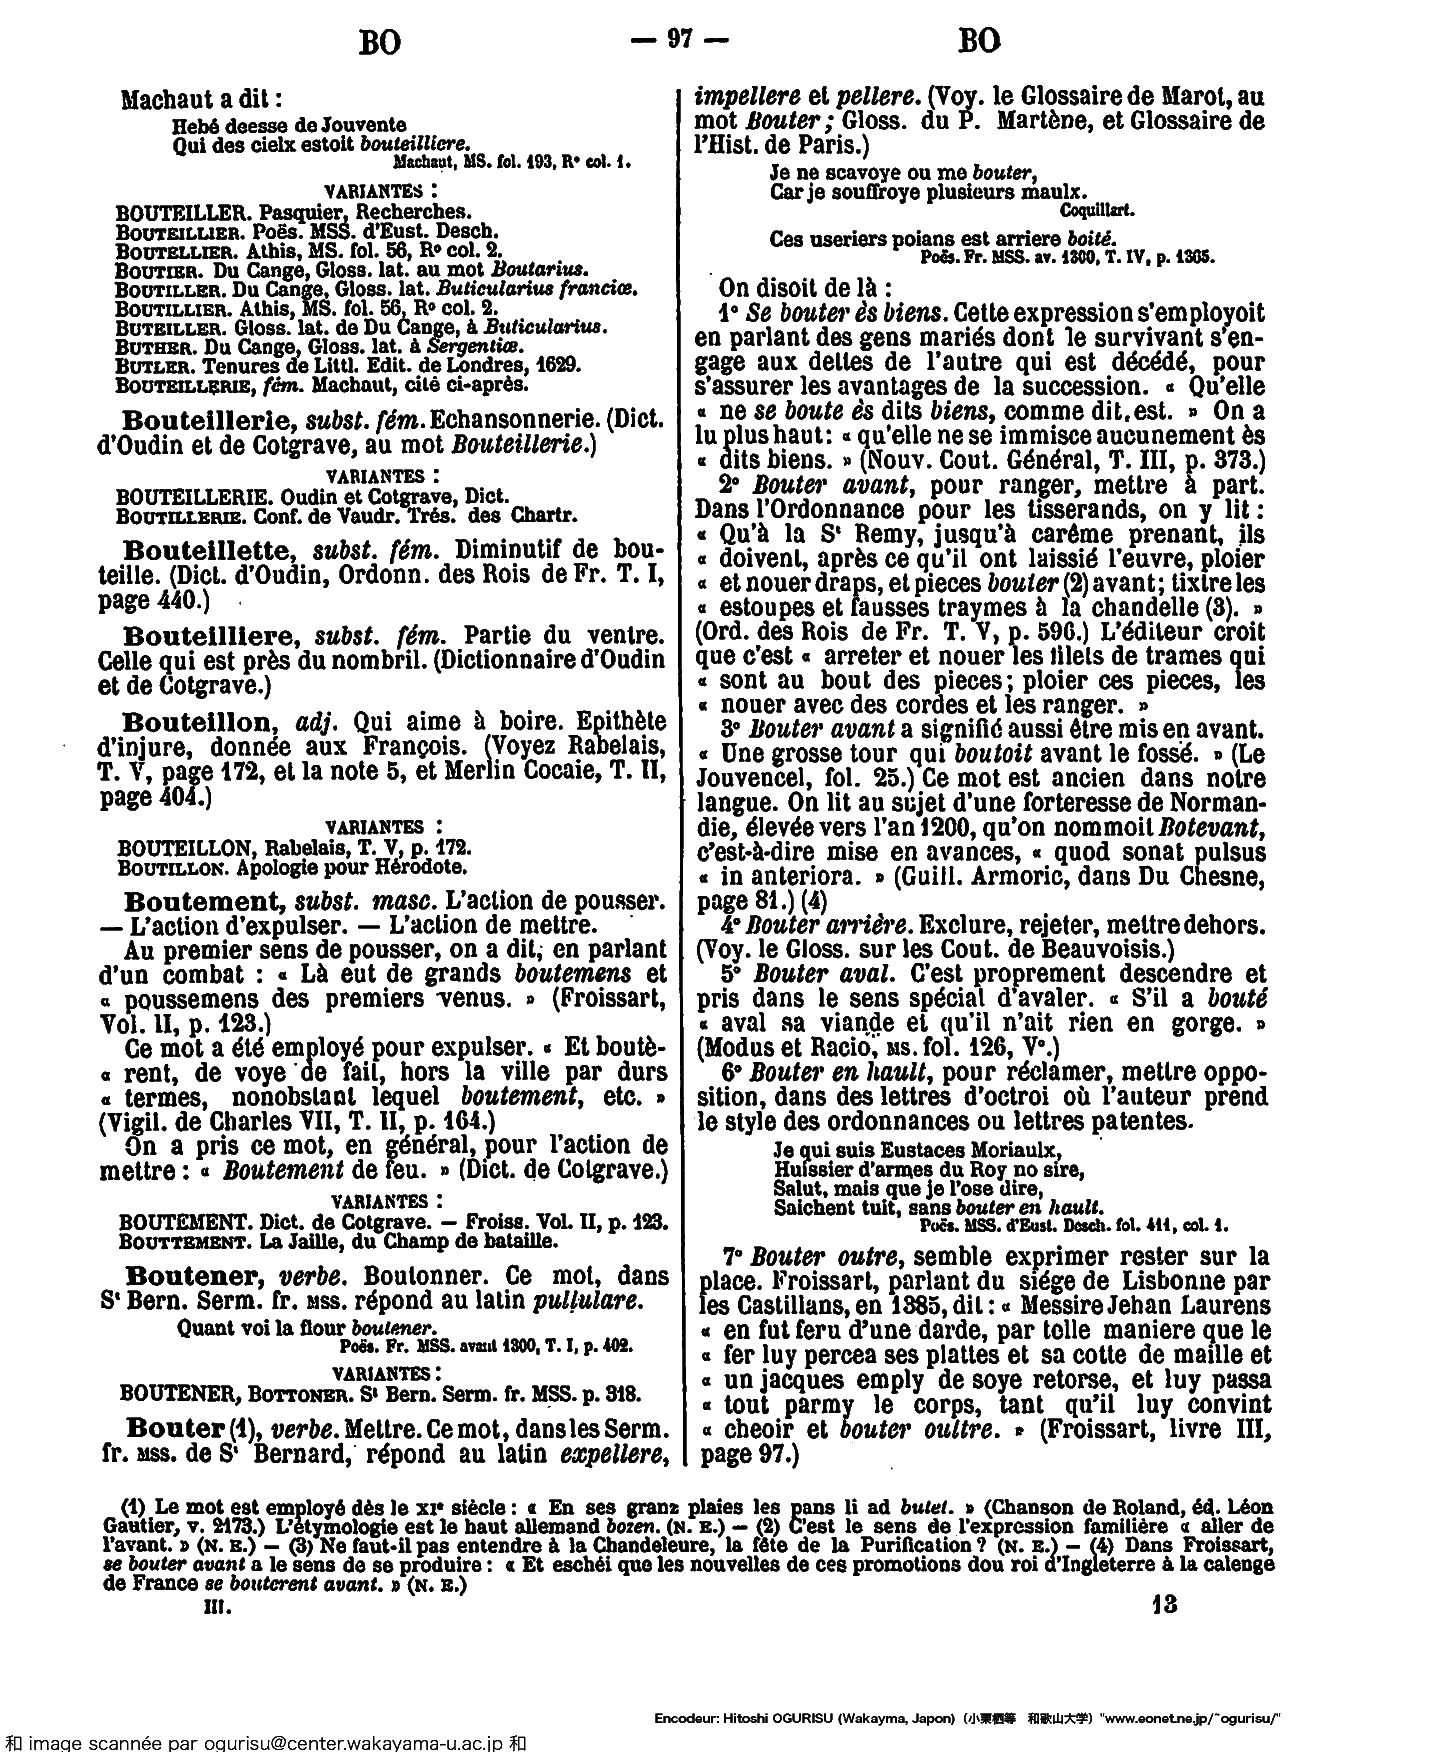 BO — 97 — BO
Machaut a dit :
Hebé deesse de Jouvente
Qui des cielx estoit bouteilliere.
Machaut, MS. fol. 193, R° col. 1.
VARIANTES :
BOUTEILLER. Pasquier, Recherches.
BOUTEILLIER. Poës. MSS. d'Eust. Desch.
BOUTELLIER. Athis, MS. fol. 56, R° col. 2.
BOUTIER. Du Cange, Gloss. lat. au mot Boutarius.
BOUTILLER. Du Cange, Gloss. lat. Buticularius franciæ.
BOUTILLIER. Athis, MS. fol. 56, R° col. 2.
BUTEILLER. Gloss. lat. de Du Cange, à Buticularius.
BUTHER. Du Cange, Gloss. lat. à Sergentiæ.
BUTLER. Tenures de Littl. Edit. de Londres, 1629.
BOUTEILLERIE, fém. Machaut, cité ci-après.
Bouteillerie, subst. fém. Echansonnerie. (Dict.
d'Oudin et de Cotgrave, au mot Bouteillerie.)
VARIANTES :
BOUTEILLERIE. Oudin et Cotgrave, Dict.
BOUTILLERIE. Conf. de Vaudr. Trés. des Chartr.
Bouteillette, subst. fém. Diminutif de bou-
teille. (Dict. d'Oudin, Ordonn. des Rois de Fr. T. I,
page 440.)
Bouteilliere, subst. fém. Partie du ventre.
Celle qui est près du nombril. (Dictionnaire d'Oudin
et de Cotgrave.)
Bouteillon, adj. Qui aime à boire. Epithète
d'injure, donnée aux François. (Voyez Rabelais,
T. V, page 172, et la note 5, et Merlin Cocaie, T. II,
page 404.)
VARIANTES :
BOUTEILLON, Rabelais, T. V, p. 172.
BOUTILLON. Apologie pour Hérodote.
Boutement, subst. masc. L'action de pousser.
— L'action d'expulser. — L'action de mettre.
Au premier sens de pousser, on a dit, en parlant
d'un combat : « Là eut de grands boutemens et
« poussemens des premiers venus. » (Froissart,
Vol. II, p. 123.)
Ce mot a été employé pour expulser. « Et boutè-
« rent, de voye de fait, hors la ville par durs
« termes, nonobstant lequel boutement, etc. »
(Vigil. de Charles VII, T. II, p. 164.)
On a pris ce mot, en général, pour l'action de
mettre : « Boutement de feu. » (Dict. de Cotgrave.)
VARIANTES :
BOUTEMENT. Dict. de Cotgrave. — Froiss. Vol. II, p. 123.
BOUTTEMENT. La Jaille, du Champ de bataille.
Boutener, verbe. Boutonner. Ce mot, dans
St Bern. Serm. fr. MSS. répond au latin pullulare.
Quant voi la flour boutener.
Poës. Fr. MSS. avant 1300, T. I, p. 402.
VARIANTES :
BOUTENER, BOTTONER. St Bern. Serm. fr. MSS. p. 318.
Bouter (1), verbe. Mettre. Ce mot, dans les Serm.
fr. MSS. de St Bernard, répond au latin expellere,
impellere et pellere. (Voy. le Glossaire de Marot, au
mot Bouter ; Gloss. du P. Martène, et Glossaire de
l'Hist. de Paris.)
Je ne scavoye ou me bouter,
Car je souffroye plusieurs maulx.
Coquillart.
Ces useriers poians est arriere boité.
Poës. Fr. MSS. av. 1300, T. IV, p. 1365.
On disoit de là :
1° Se bouter ès biens. Cette expression s'employoit
en parlant des gens mariés dont le survivant s'en-
gage aux dettes de l'autre qui est décédé, pour
s'assurer les avantages de la succession. « Qu'elle
« ne se boute ès dits biens, comme dit est. » On a
lu plus haut : « qu'elle ne se immisce aucunement ès
« dits biens. » (Nouv. Cout. Général, T. III, p. 373.)
2° Bouter avant, pour ranger, mettre à part.
Dans l'Ordonnance pour les tisserands, on y lit :
« Qu'à la St Remy, jusqu'à carême prenant, ils
« doivent, après ce qu'il ont laissié l'euvre, ploier
« et nouer draps, et pieces bouter (2) avant ; tixtre les
« estoupes et fausses traymes à la chandelle (3). »
(Ord. des Rois de Fr. T. V, p. 596.) L'éditeur croit
que c'est « arreter et nouer les filets de trames qui
« sont au bout des pieces ; ploier ces pieces, les
« nouer avec des cordes et les ranger. »
3° Bouter avant a signifié aussi être mis en avant.
« Une grosse tour qui boutoit avant le fossé. » (Le
Jouvencel, fol. 25.) Ce mot est ancien dans notre
langue. On lit au sujet d'une forteresse de Norman-
die, élevée vers l'an 1200, qu'on nommoit Botevant,
c'est-à-dire mise en avances, « quod sonat pulsus
« in anteriora. » (Guill. Armoric, dans Du Chesne,
page 81.) (4)
4° Bouter arrière. Exclure, rejeter, mettre dehors.
(Voy. le Gloss. sur les Cout. de Beauvoisis.)
5° Bouter aval. C'est proprement descendre et
pris dans le sens spécial d'avaler. « S'il a bouté
« aval sa viande et qu'il n'ait rien en gorge. »
(Modus et Racio, MS. fol. 126, V°.)
6° Bouter en hault, pour réclamer, mettre oppo-
sition, dans des lettres d'octroi où l'auteur prend
le style des ordonnances ou lettres patentes.
Je qui suis Eustaces Moriaulx,
Huissier d'armes du Roy no sire,
Salut, mais que je l'ose dire,
Saichent tuit, sans bouter en hault.
Poës. MSS. d'Eust. Desch. fol. 411, col. 1.
7° Bouter outre, semble exprimer rester sur la
place. Froissart, parlant du siége de Lisbonne par
les Castillans, en 1385, dit : « Messire Jehan Laurens
« en fut feru d'une darde, par telle maniere que le
« fer luy percea ses plattes et sa cotte de maille et
« un jacques emply de soye retorse, et luy passa
« tout parmy le corps, tant qu'il luy convint
« cheoir et bouter oultre. » (Froissart, livre III,
page 97.)
(1) Le mot est employé dès le XIe siècle : « En ses granz plaies les pans li ad butet. » (Chanson de Roland, éd. Léon
Gautier, v. 2173.) L'étymologie est le haut allemand bozen. (N. E.) — (2) C'est le sens de l'expression familière « aller de
l'avant. » (N. E.) — (3) Ne faut-il pas entendre à la Chandeleure, la fête de la Purification ? (N. E.) — (4) Dans Froissart,
se bouter avant a le sens de se produire : « Et eschéi que les nouvelles de ces promotions dou roi d'Ingleterre à la calenge
de France se bouterent avant. » (N. E.)
III. 13
Encodeur: Hitoshi OGURISU (Wakayma, Japon) (小栗栖等 和歌山大学) "www.eonet.ne.jp/~ogurisu/"
和 image scannée par ogurisu@center.wakayama-u.ac.jp 和